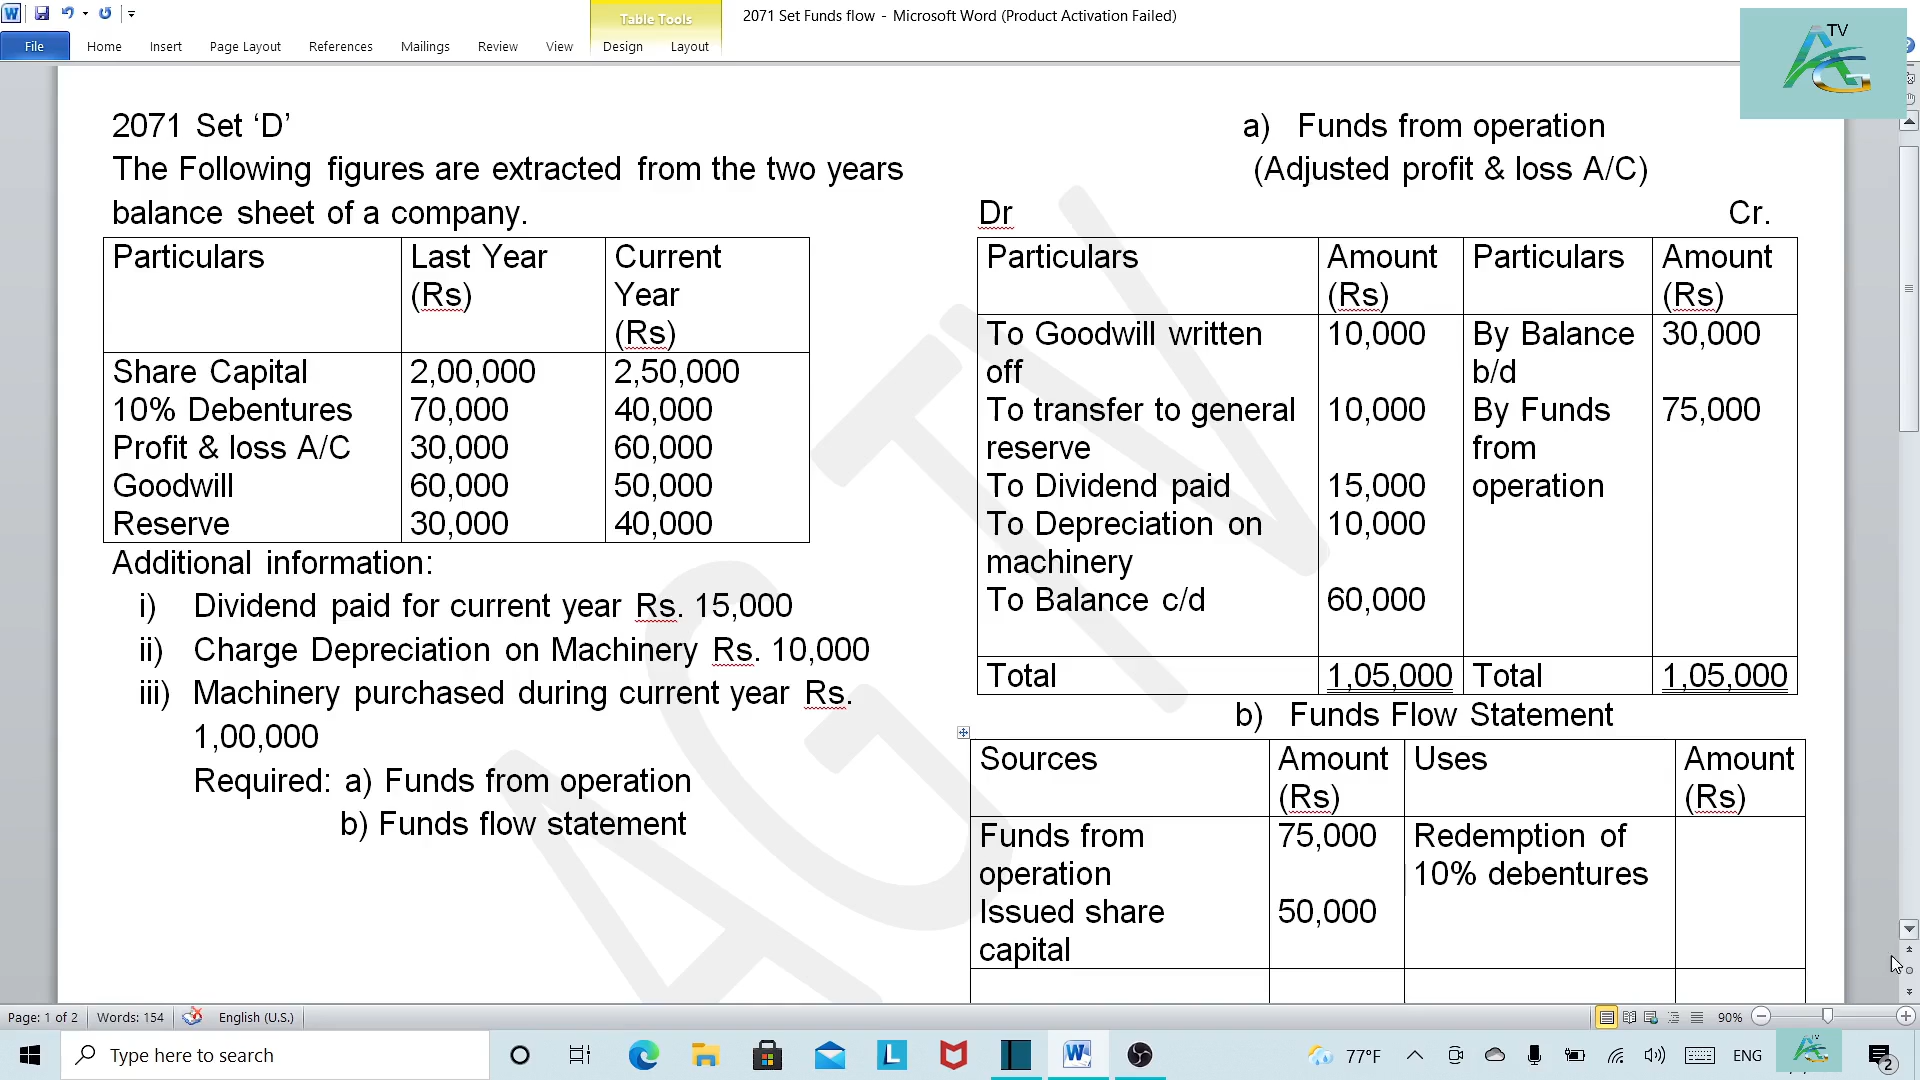 2071 Set Funds flow - Microsoft Word (Product Activation Failed)
Table Tools
File Home Insert Page Layout References Mailings Review View Design Layout
TV
AG
2071 Set ‘D’
The Following figures are extracted from the two years
balance sheet of a company.
Particulars Last Year Current
(Rs) Year
(Rs)
Share Capital 2,00,000 2,50,000
10% Debentures 70,000 40,000
Profit & loss A/C 30,000 60,000
Goodwill 60,000 50,000
Reserve 30,000 40,000
Additional information:
i) Dividend paid for current year Rs. 15,000
ii) Charge Depreciation on Machinery Rs. 10,000
iii) Machinery purchased during current year Rs.
1,00,000
Required: a) Funds from operation
b) Funds flow statement
a) Funds from operation
(Adjusted profit & loss A/C)
Dr Cr.
Particulars Amount Particulars Amount
(Rs) (Rs)
To Goodwill written 10,000 By Balance 30,000
off b/d
To transfer to general 10,000 By Funds 75,000
reserve from
To Dividend paid 15,000 operation
To Depreciation on 10,000
machinery
To Balance c/d 60,000
Total 1,05,000 Total 1,05,000
b) Funds Flow Statement
Sources Amount Uses Amount
(Rs) (Rs)
Funds from 75,000 Redemption of
operation 10% debentures
Issued share 50,000
capital
AGTV
Page: 1 of 2 Words: 154 English (U.S.) 90%
Type here to search 77°F ENG 2